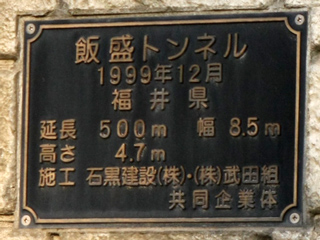 飯盛トンネル
1999年12月
福井県
延長 500m 幅 8.5m
高さ 4.7m
施工 石黒建設(株)・(株)武田組
共同企業体